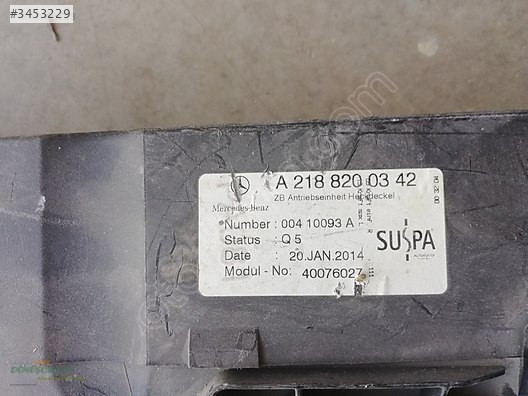 #3453229
A 218 820 03 42
ZB Antriebseinheit Heckdeckel
Mercedes-Benz
Number : 004 10093 A
Status : Q 5
Date : 20.JAN.2014
Modul - No: 40076027
SUSPA